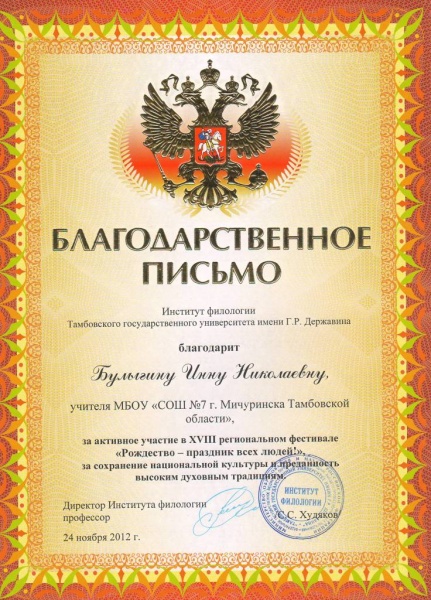 БЛАГОДАРСТВЕННОЕ
ПИСЬМО
Институт филологии
Тамбовского государственного университета имени Г.Р. Державина
благодарит
Булыгину Инну Николаевну,
учителя МБОУ «СОШ №7 г. Мичуринска Тамбовской
области»,
за активное участие в XVIII региональном фестивале
«Рождество – праздник всех людей!»,
за сохранение национальной культуры и преданность
высоким духовным традициям.
Директор Института филологии
профессор
/С.С. Худяков
24 ноября 2012 г.
ИНСТИТУТ
ФИЛОЛОГИИ